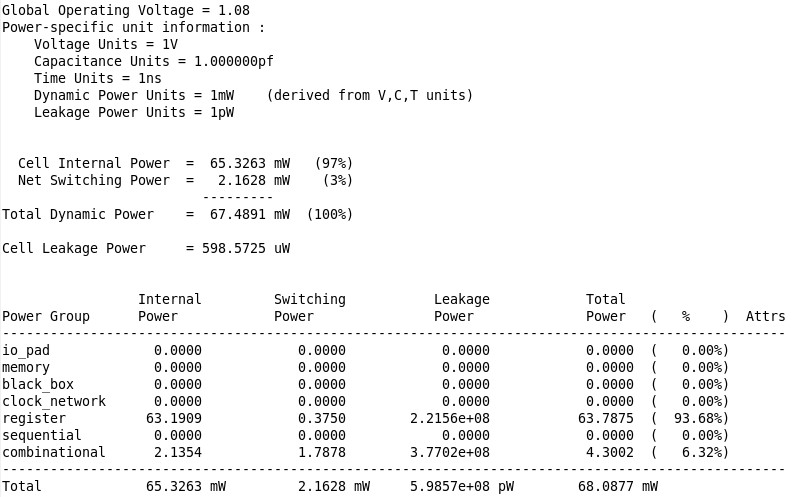 Global Operating Voltage = 1.08
Power-specific unit information :
    Voltage Units = 1V
    Capacitance Units = 1.000000pf
    Time Units = 1ns
    Dynamic Power Units = 1mW    (derived from V,C,T units)
    Leakage Power Units = 1pW


  Cell Internal Power  =  65.3263 mW   (97%)
  Net Switching Power  =   2.1628 mW    (3%)
                         ---------
Total Dynamic Power    =  67.4891 mW  (100%)

Cell Leakage Power     = 598.5725 uW


                 Internal         Switching           Leakage            Total
Power Group      Power            Power               Power              Power   (   %    )  Attrs
--------------------------------------------------------------------------------------------------
io_pad             0.0000            0.0000            0.0000            0.0000  (   0.00%)
memory             0.0000            0.0000            0.0000            0.0000  (   0.00%)
black_box          0.0000            0.0000            0.0000            0.0000  (   0.00%)
clock_network      0.0000            0.0000            0.0000            0.0000  (   0.00%)
register          63.1909            0.3750        2.2156e+08           63.7875  (  93.68%)
sequential         0.0000            0.0000            0.0000            0.0000  (   0.00%)
combinational      2.1354            1.7878        3.7702e+08            4.3002  (   6.32%)
--------------------------------------------------------------------------------------------------
Total             65.3263 mW         2.1628 mW     5.9857e+08 pW        68.0877 mW